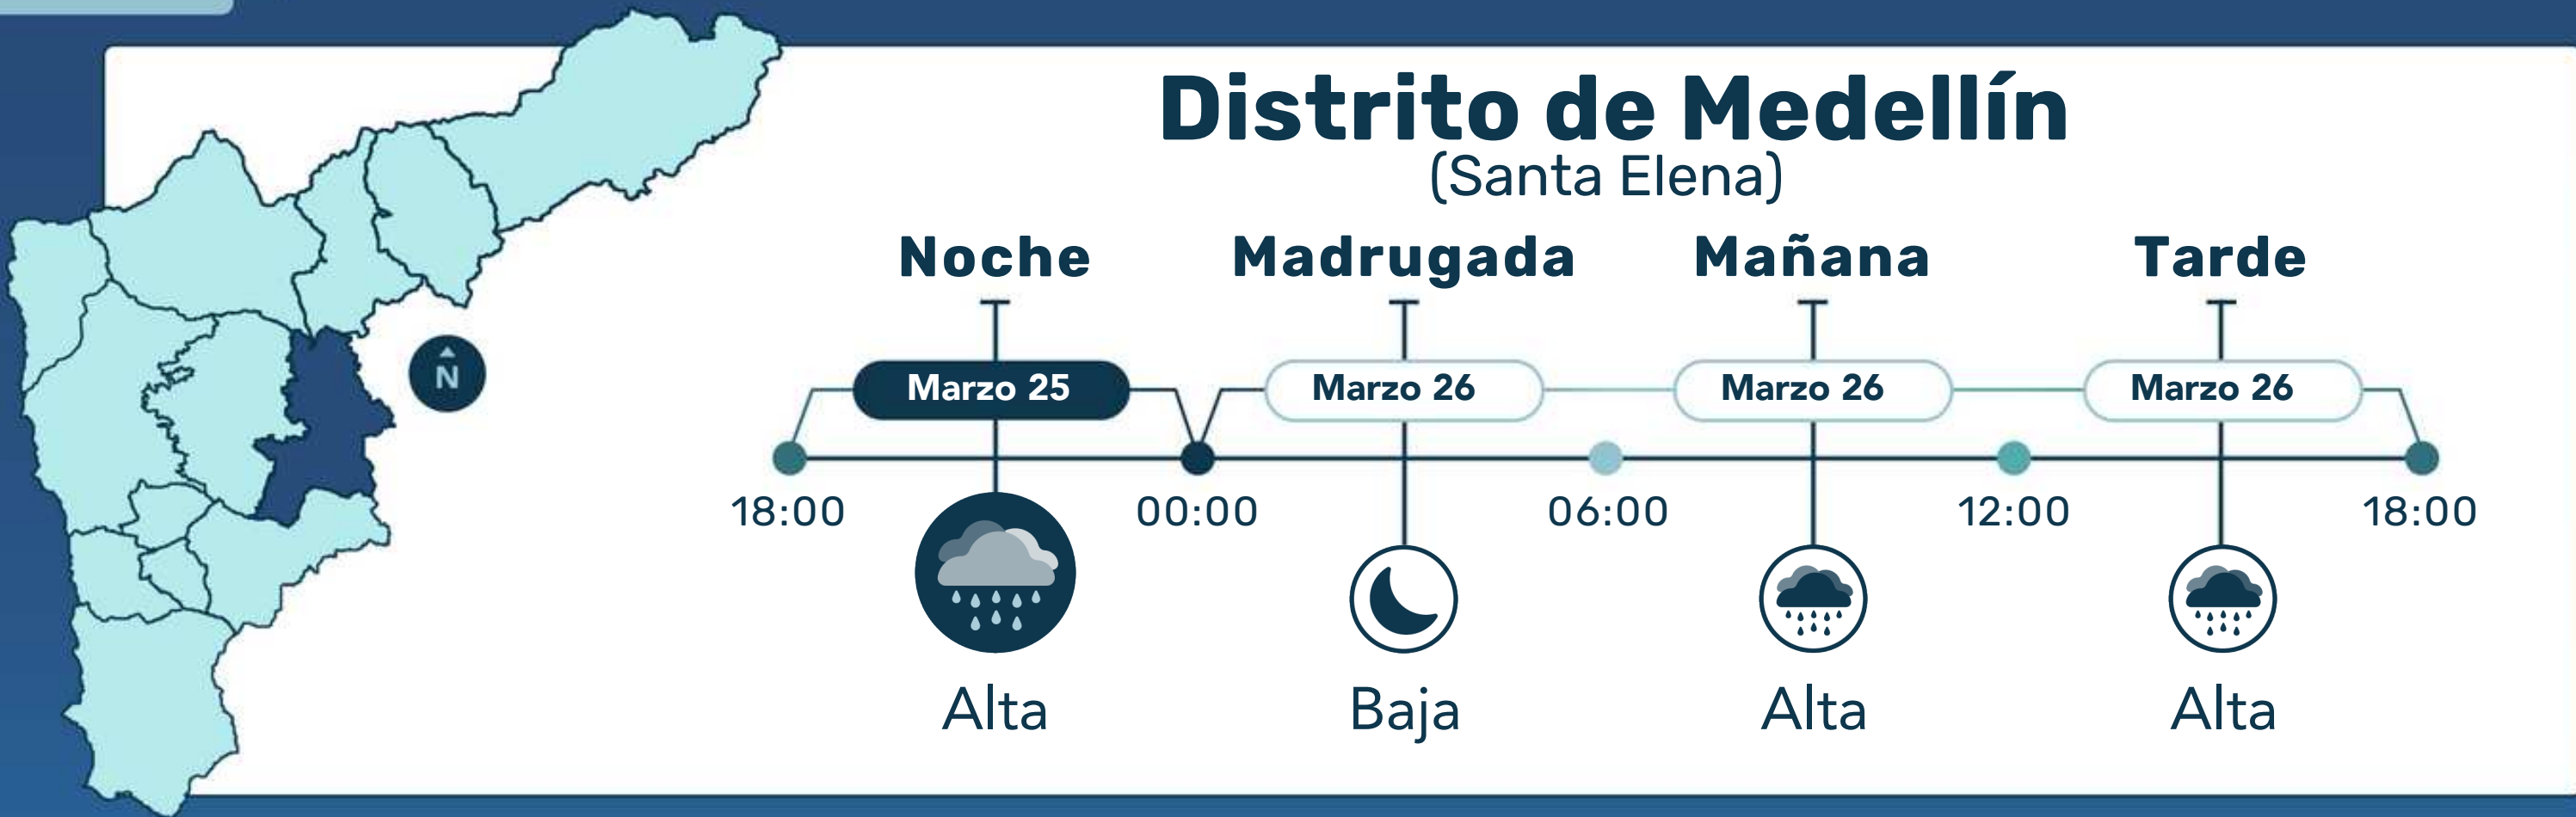 Distrito de Medellín
(Santa Elena)
Noche Madrugada Mañana Tarde
Marzo 25 Marzo 26 Marzo 26 Marzo 26
N
18:00 00:00 06:00 12:00 18:00
Alta Baja Alta Alta